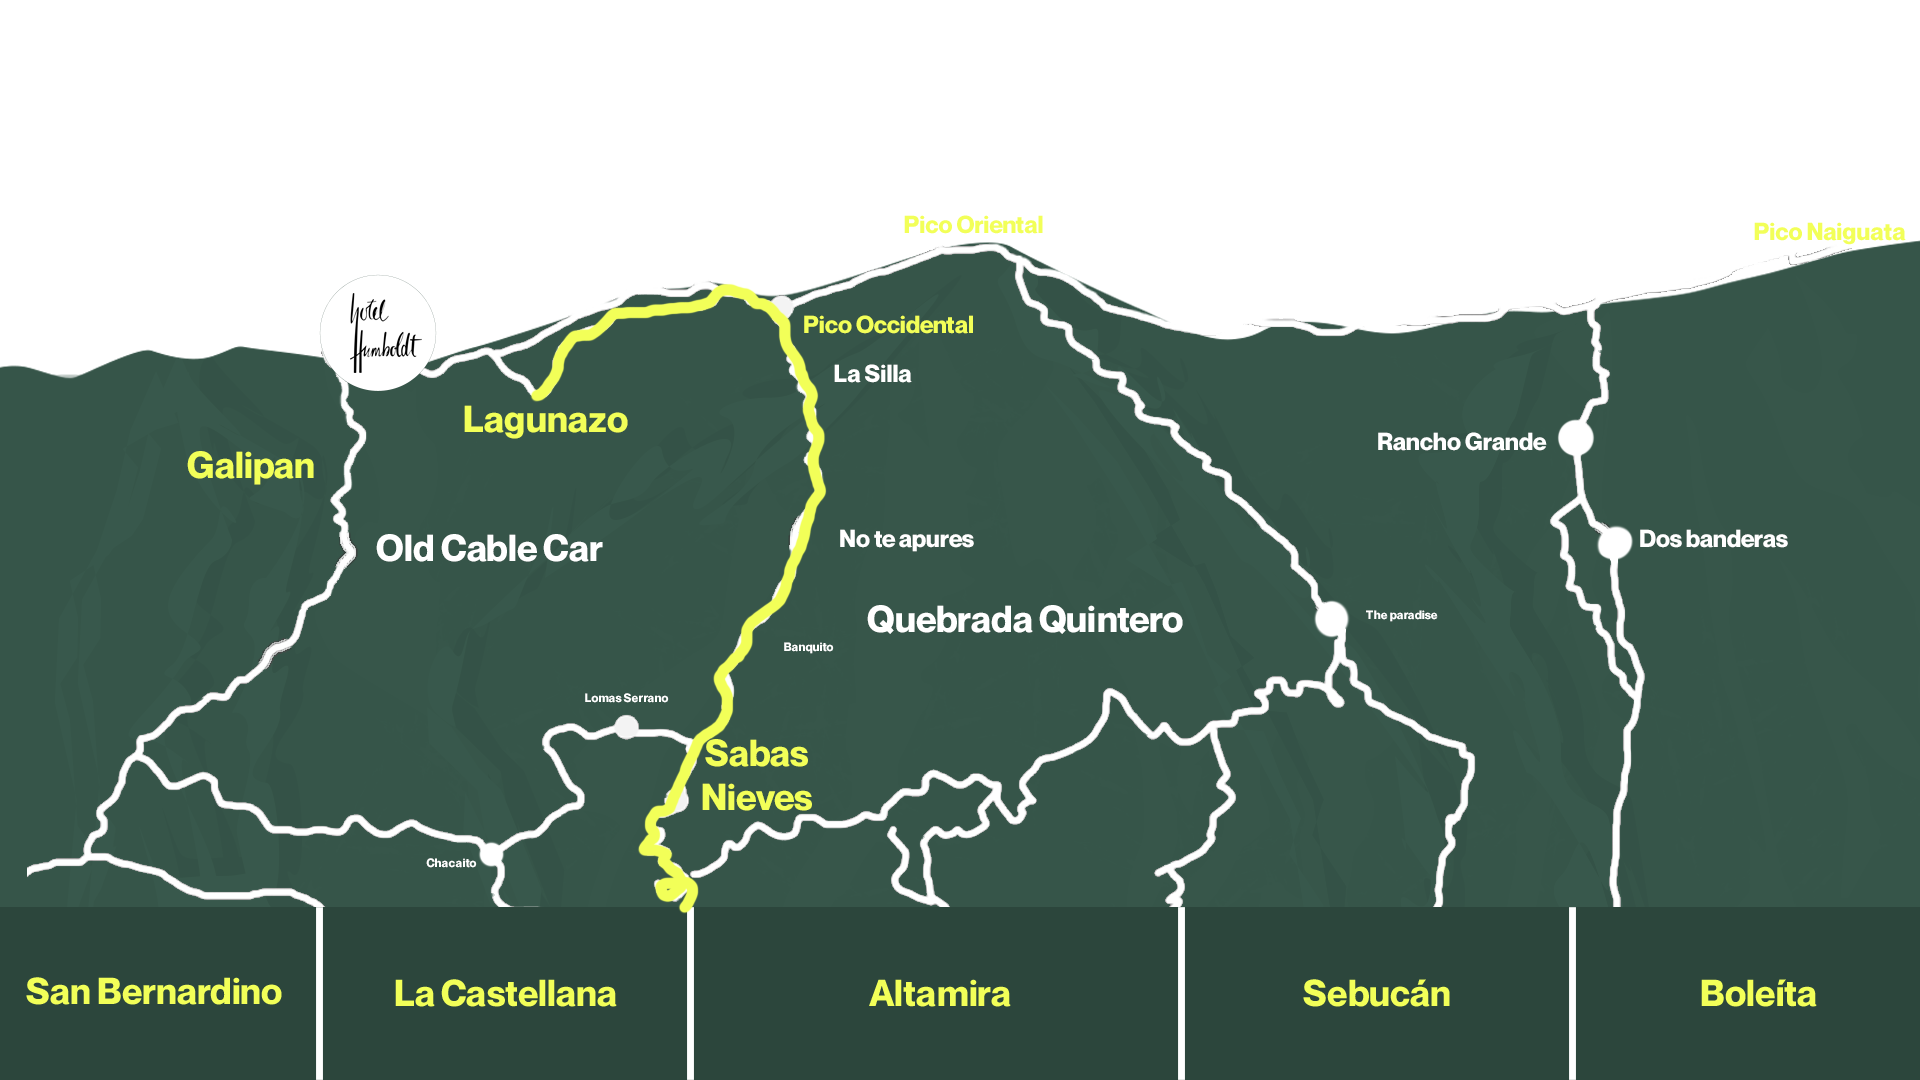 Pico Oriental
Pico Naiguata
hotel
Humboldt
Pico Occidental
La Silla
Lagunazo
Rancho Grande
Galipan
Old Cable Car
No te apures
Dos banderas
Quebrada Quintero
The paradise
Banquito
Lomas Serrano
Sabas
Nieves
Chacaito
San Bernardino
La Castellana
Altamira
Sebucán
Boleíta